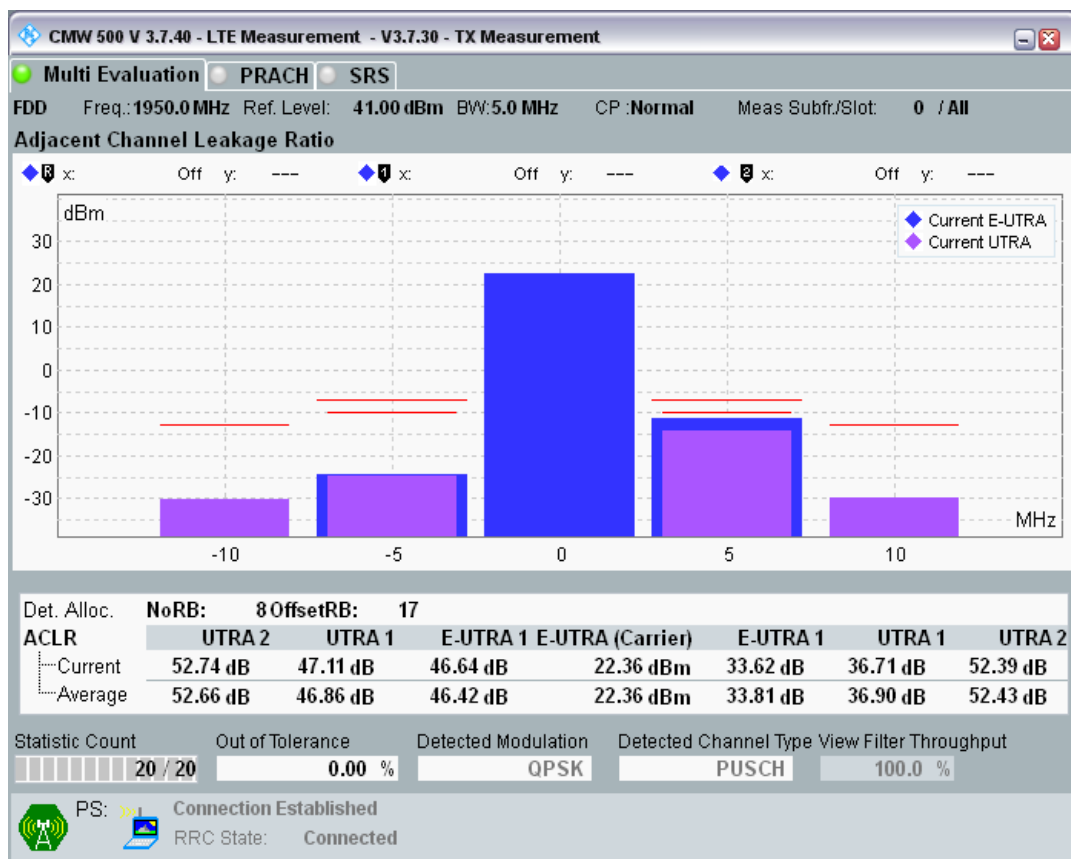 CMW 500 V 3.7.40 - LTE Measurement - V3.7.30 - TX Measurement
Multi Evaluation PRACH SRS
FDD Freq.: 1950.0 MHz Ref. Level: 41.00 dBm BW: 5.0 MHz CP : Normal Meas Subfr./Slot: 0 / All
Adjacent Channel Leakage Ratio
R x: Off y: --- 1 x: Off y: --- 2 x: Off y: ---
dBm
Current E-UTRA
Current UTRA
30
20
10
0
-10
-20
-30
MHz
-10 -5 0 5 10
Det. Alloc. NoRB: 8 OffsetRB: 17
ACLR UTRA 2 UTRA 1 E-UTRA 1 E-UTRA (Carrier) E-UTRA 1 UTRA 1 UTRA 2
Current 52.74 dB 47.11 dB 46.64 dB 22.36 dBm 33.62 dB 36.71 dB 52.39 dB
Average 52.66 dB 46.86 dB 46.42 dB 22.36 dBm 33.81 dB 36.90 dB 52.43 dB
Statistic Count Out of Tolerance Detected Modulation Detected Channel Type View Filter Throughput
20 / 20 0.00 % QPSK PUSCH 100.0 %
PS: Connection Established
RRC State: Connected